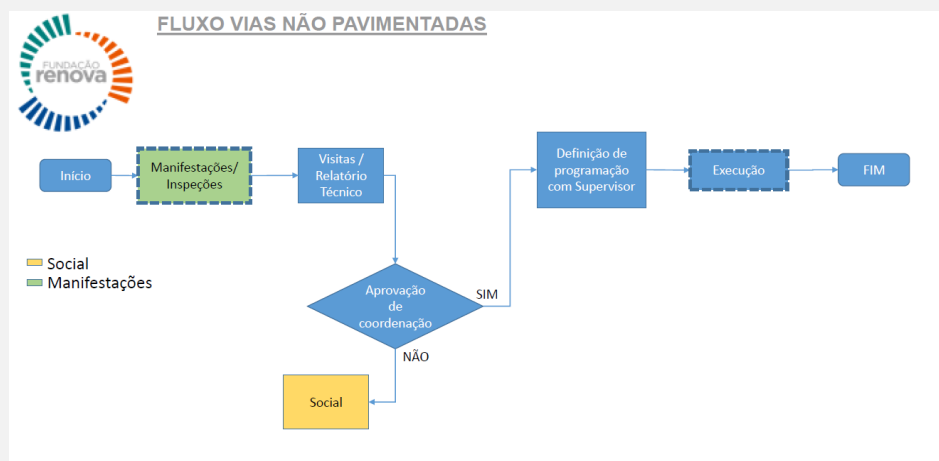 FLUXO VIAS NÃO PAVIMENTADAS
FUNDAÇÃO
renova
Início
Manifestações/
Inspeções
Visitas /
Relatório
Técnico
Definição de
programação
com Supervisor
Execução
FIM
Social
Manifestações
Aprovação
de
coordenação
SIM
NÃO
Social